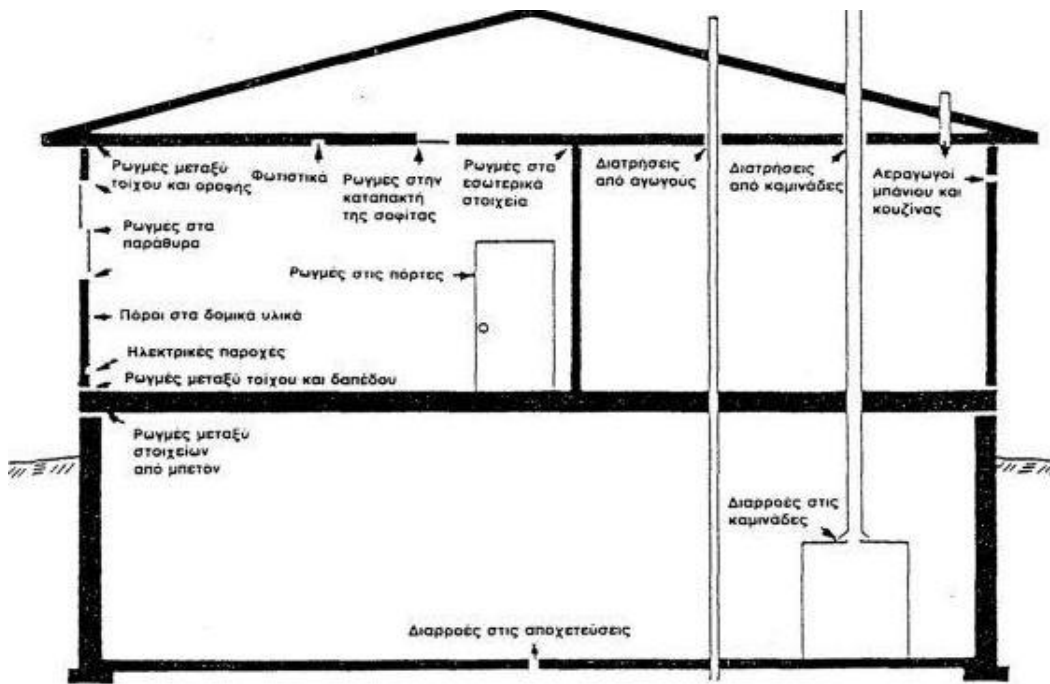 Ρωγμές μεταξύ
τοίχου και οροφής
Φωτιστικά
Ρωγμες στην
καταπακτή
της σοφίτας
Ρωγμές στα
εσωτερικά
στοιχεία
Διατρήσεις
από αγωγούς
Διατρήσεις
από καμινάδες
Αεραγωγοί
μπάνιου και
κουζίνας
Ρωγμες στα
παράθυρα
Ρωγμές στις πόρτες
Πόροι στα δομικά υλικά
Ηλεκτρικές παροχές
Ρωγμές μεταξύ τοίχου και δαπέδου
Ρωγμές μεταξύ
στοιχείων
από μπετόν
Διαρροές στις
καμινάδες
Διαρροές στις αποχετεύσεις